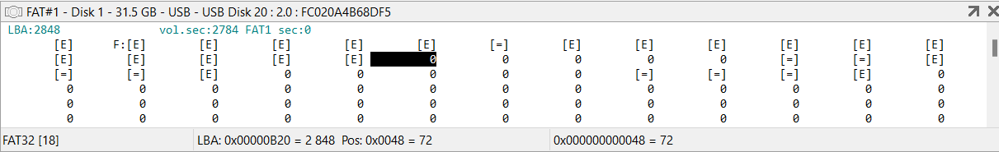 FAT#1 - Disk 1 - 31.5 GB - USB - USB Disk 20 : 2.0 : FC020A4B68DF5
LBA:2848 vol.sec:2784 FAT1 sec:0
[E] F:[E] [E] [E] [E] [E] [=] [E] [E] [E] [E] [E] [E]
[E] [E] [E] [E] [E] 0 0 0 0 0 [=] [=] [E]
[=] [=] [E] 0 0 0 0 0 [=] [=] [=] [E] 0
0 0 0 0 0 0 0 0 0 0 0 0 0
0 0 0 0 0 0 0 0 0 0 0 0 0
0 0 0 0 0 0 0 0 0 0 0 0 0
FAT32 [18] LBA: 0x00000B20 = 2 848 Pos: 0x0048 = 72 0x000000000048 = 72